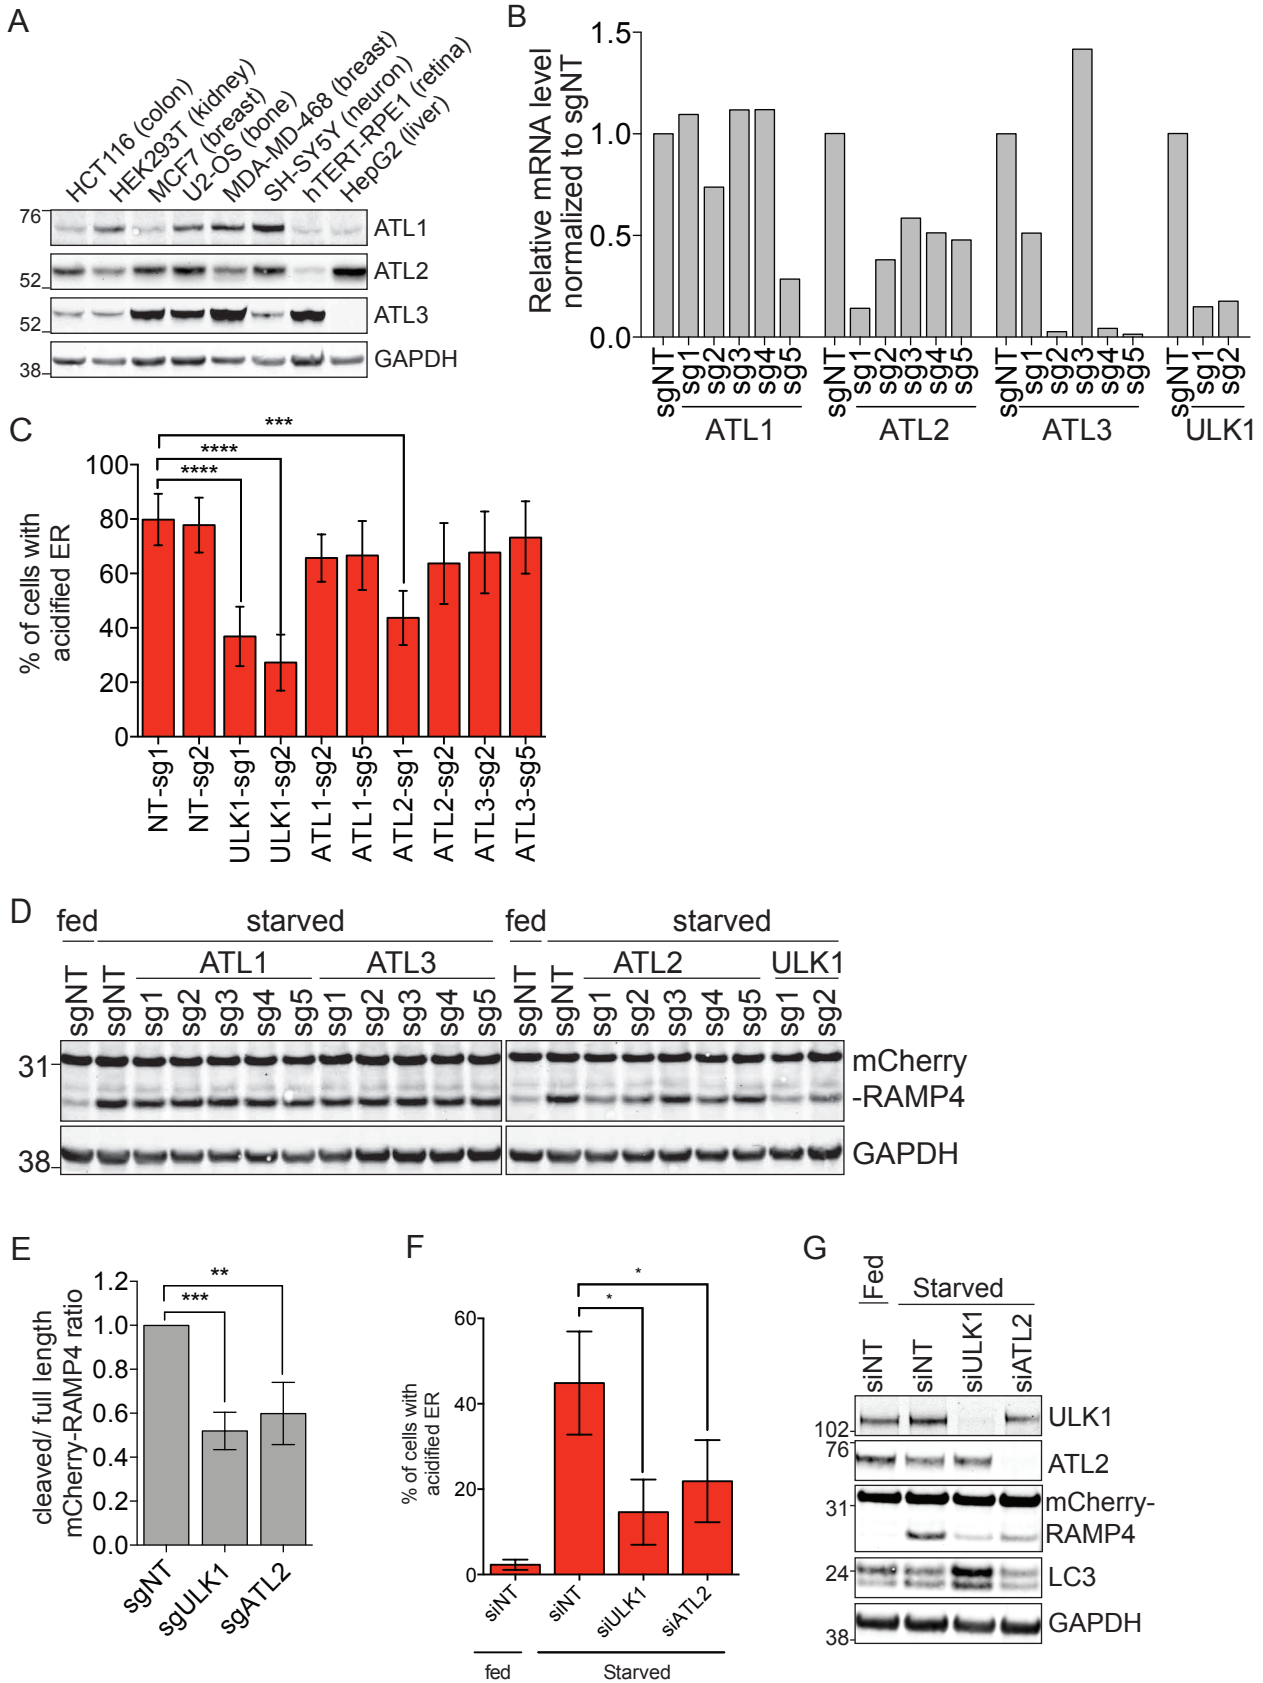 A
HCT116 (colon)
HEK293T (kidney)
MCF7 (breast)
U2-OS (bone)
MDA-MD-468 (breast)
SH-SY5Y (neuron)
hTERT-RPE1 (retina)
HepG2 (liver)
76
ATL1
ATL2
52
ATL3
52
GAPDH
38
B
Relative mRNA level
normalized to sgNT
1.5
1.0
0.5
0.0
sgNT sg1 sg2 sg3 sg4 sg5 sgNT sg1 sg2 sg3 sg4 sg5 sgNT sg1 sg2 sg3 sg4 sg5 sgNT sg1 sg2
ATL1 ATL2 ATL3 ULK1
C
% of cells with
acidified ER
100
80
60
40
20
0
***
****
****
NT-sg1
NT-sg2
ULK1-sg1
ULK1-sg2
ATL1-sg2
ATL1-sg5
ATL2-sg1
ATL2-sg2
ATL3-sg2
ATL3-sg5
D
fed starved fed starved
ATL1 ATL3 ATL2 ULK1
sgNT sgNT sg1 sg2 sg3 sg4 sg5 sg1 sg2 sg3 sg4 sg5 sgNT sgNT sg1 sg2 sg3 sg4 sg5 sg1 sg2
31
mCherry
-RAMP4
38
GAPDH
E
cleaved/ full length
mCherry-RAMP4 ratio
1.2
1.0
0.8
0.6
0.4
0.2
0.0
**
***
sgNT
sgULK1
sgATL2
F
% of cells with
acidified ER
60
40
20
0
*
*
siNT
siNT
siULK1
siATL2
fed Starved
G
Fed Starved
siNT siNT siULK1 siATL2
ULK1
102
76
ATL2
31
mCherry-
RAMP4
24
LC3
GAPDH
38